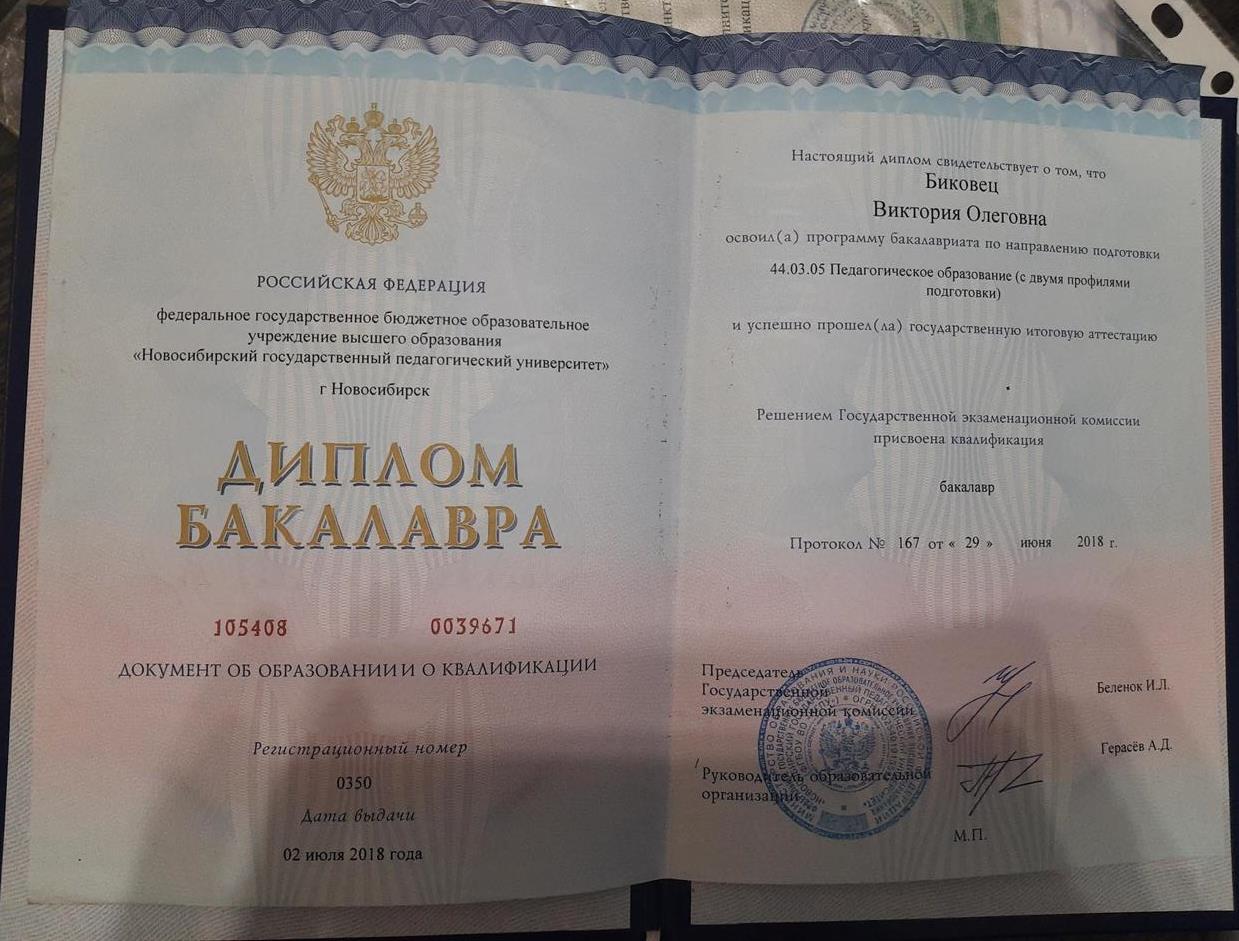 РОССИЙСКАЯ ФЕДЕРАЦИЯ
федеральное государственное бюджетное образовательное
учреждение высшего образования
«Новосибирский государственный педагогический университет»
г Новосибирск
ДИПЛОМ
БАКАЛАВРА
105408 0039671
ДОКУМЕНТ ОБ ОБРАЗОВАНИИ И О КВАЛИФИКАЦИИ
Регистрационный номер
0350
Дата выдачи
02 июля 2018 года
Настоящий диплом свидетельствует о том, что
Биковец
Виктория Олеговна
освоил(а) программу бакалавриата по направлению подготовки
44.03.05 Педагогическое образование (с двумя профилями
подготовки)
и успешно прошел(ла) государственную итоговую аттестацию
Решением Государственной экзаменационной комиссии
присвоена квалификация
бакалавр
Протокол № 167 от « 29 » июня 2018 г.
Председатель
Государственной
экзаменационной комиссии
Беленок И.Л.
Руководитель образовательной
организации
Герасёв А.Д.
М.П.